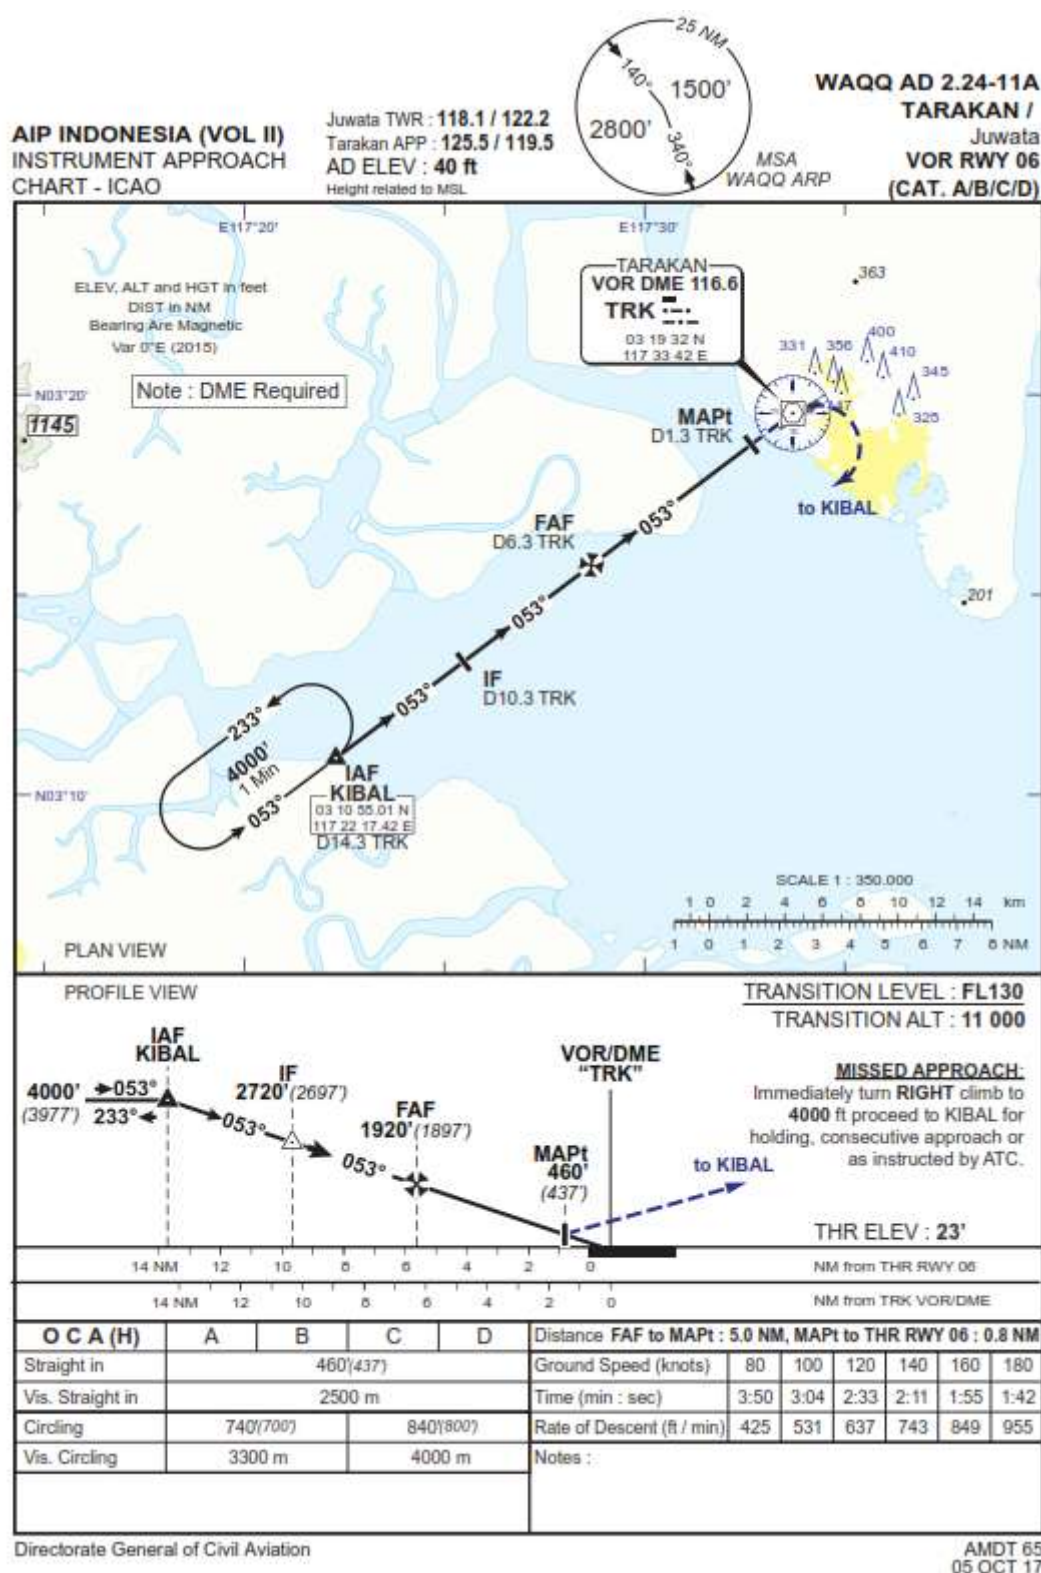 25 NM
140°
1500'
2800'
340°
MSA
WAQQ ARP
WAQQ AD 2.24-11A
TARAKAN /
Juwata
VOR RWY 06
(CAT. A/B/C/D)
AIP INDONESIA (VOL II)
INSTRUMENT APPROACH
CHART - ICAO
Juwata TWR : 118.1 / 122.2
Tarakan APP : 125.5 / 119.5
AD ELEV : 40 ft
Height related to MSL
E117°20'
E117°30'
ELEV, ALT and HGT in feet
DIST in NM
Bearing Are Magnetic
Var 0°E (2015)
Note : DME Required
N03°20'
1145
TARAKAN
VOR DME 116.6
TRK
03 19 32 N
117 33 42 E
363
400
331
356
410
345
325
MAPt
D1.3 TRK
to KIBAL
053°
FAF
D6.3 TRK
201
053°
IF
D10.3 TRK
053°
233°
4000'
1 Min
053°
IAF
KIBAL
03 10 55.01 N
117 22 17.42 E
D14.3 TRK
N03°10'
SCALE 1 : 350.000
1 0 2 4 6 8 10 12 14 km
1 0 1 2 3 4 5 6 7 8 NM
PLAN VIEW
PROFILE VIEW
TRANSITION LEVEL : FL130
TRANSITION ALT : 11 000
IAF
KIBAL
4000'
(3977')
053°
233°
053°
IF
2720'(2697')
053°
FAF
1920'(1897')
VOR/DME
"TRK"
MAPt
460'
(437')
to KIBAL
MISSED APPROACH:
Immediately turn RIGHT climb to
4000 ft proceed to KIBAL for
holding, consecutive approach or
as instructed by ATC.
THR ELEV : 23'
14 NM 12 10 8 6 4 2 0 NM from THR RWY 06
14 NM 12 10 8 6 4 2 0 NM from TRK VOR/DME
O C A (H) A B C D
Straight in 460'(437')
Vis. Straight in 2500 m
Circling 740'(700') 840'(800')
Vis. Circling 3300 m 4000 m
Distance FAF to MAPt : 5.0 NM, MAPt to THR RWY 06 : 0.8 NM
Ground Speed (knots) 80 100 120 140 160 180
Time (min : sec) 3:50 3:04 2:33 2:11 1:55 1:42
Rate of Descent (ft / min) 425 531 637 743 849 955
Notes :
Directorate General of Civil Aviation
AMDT 65
05 OCT 17